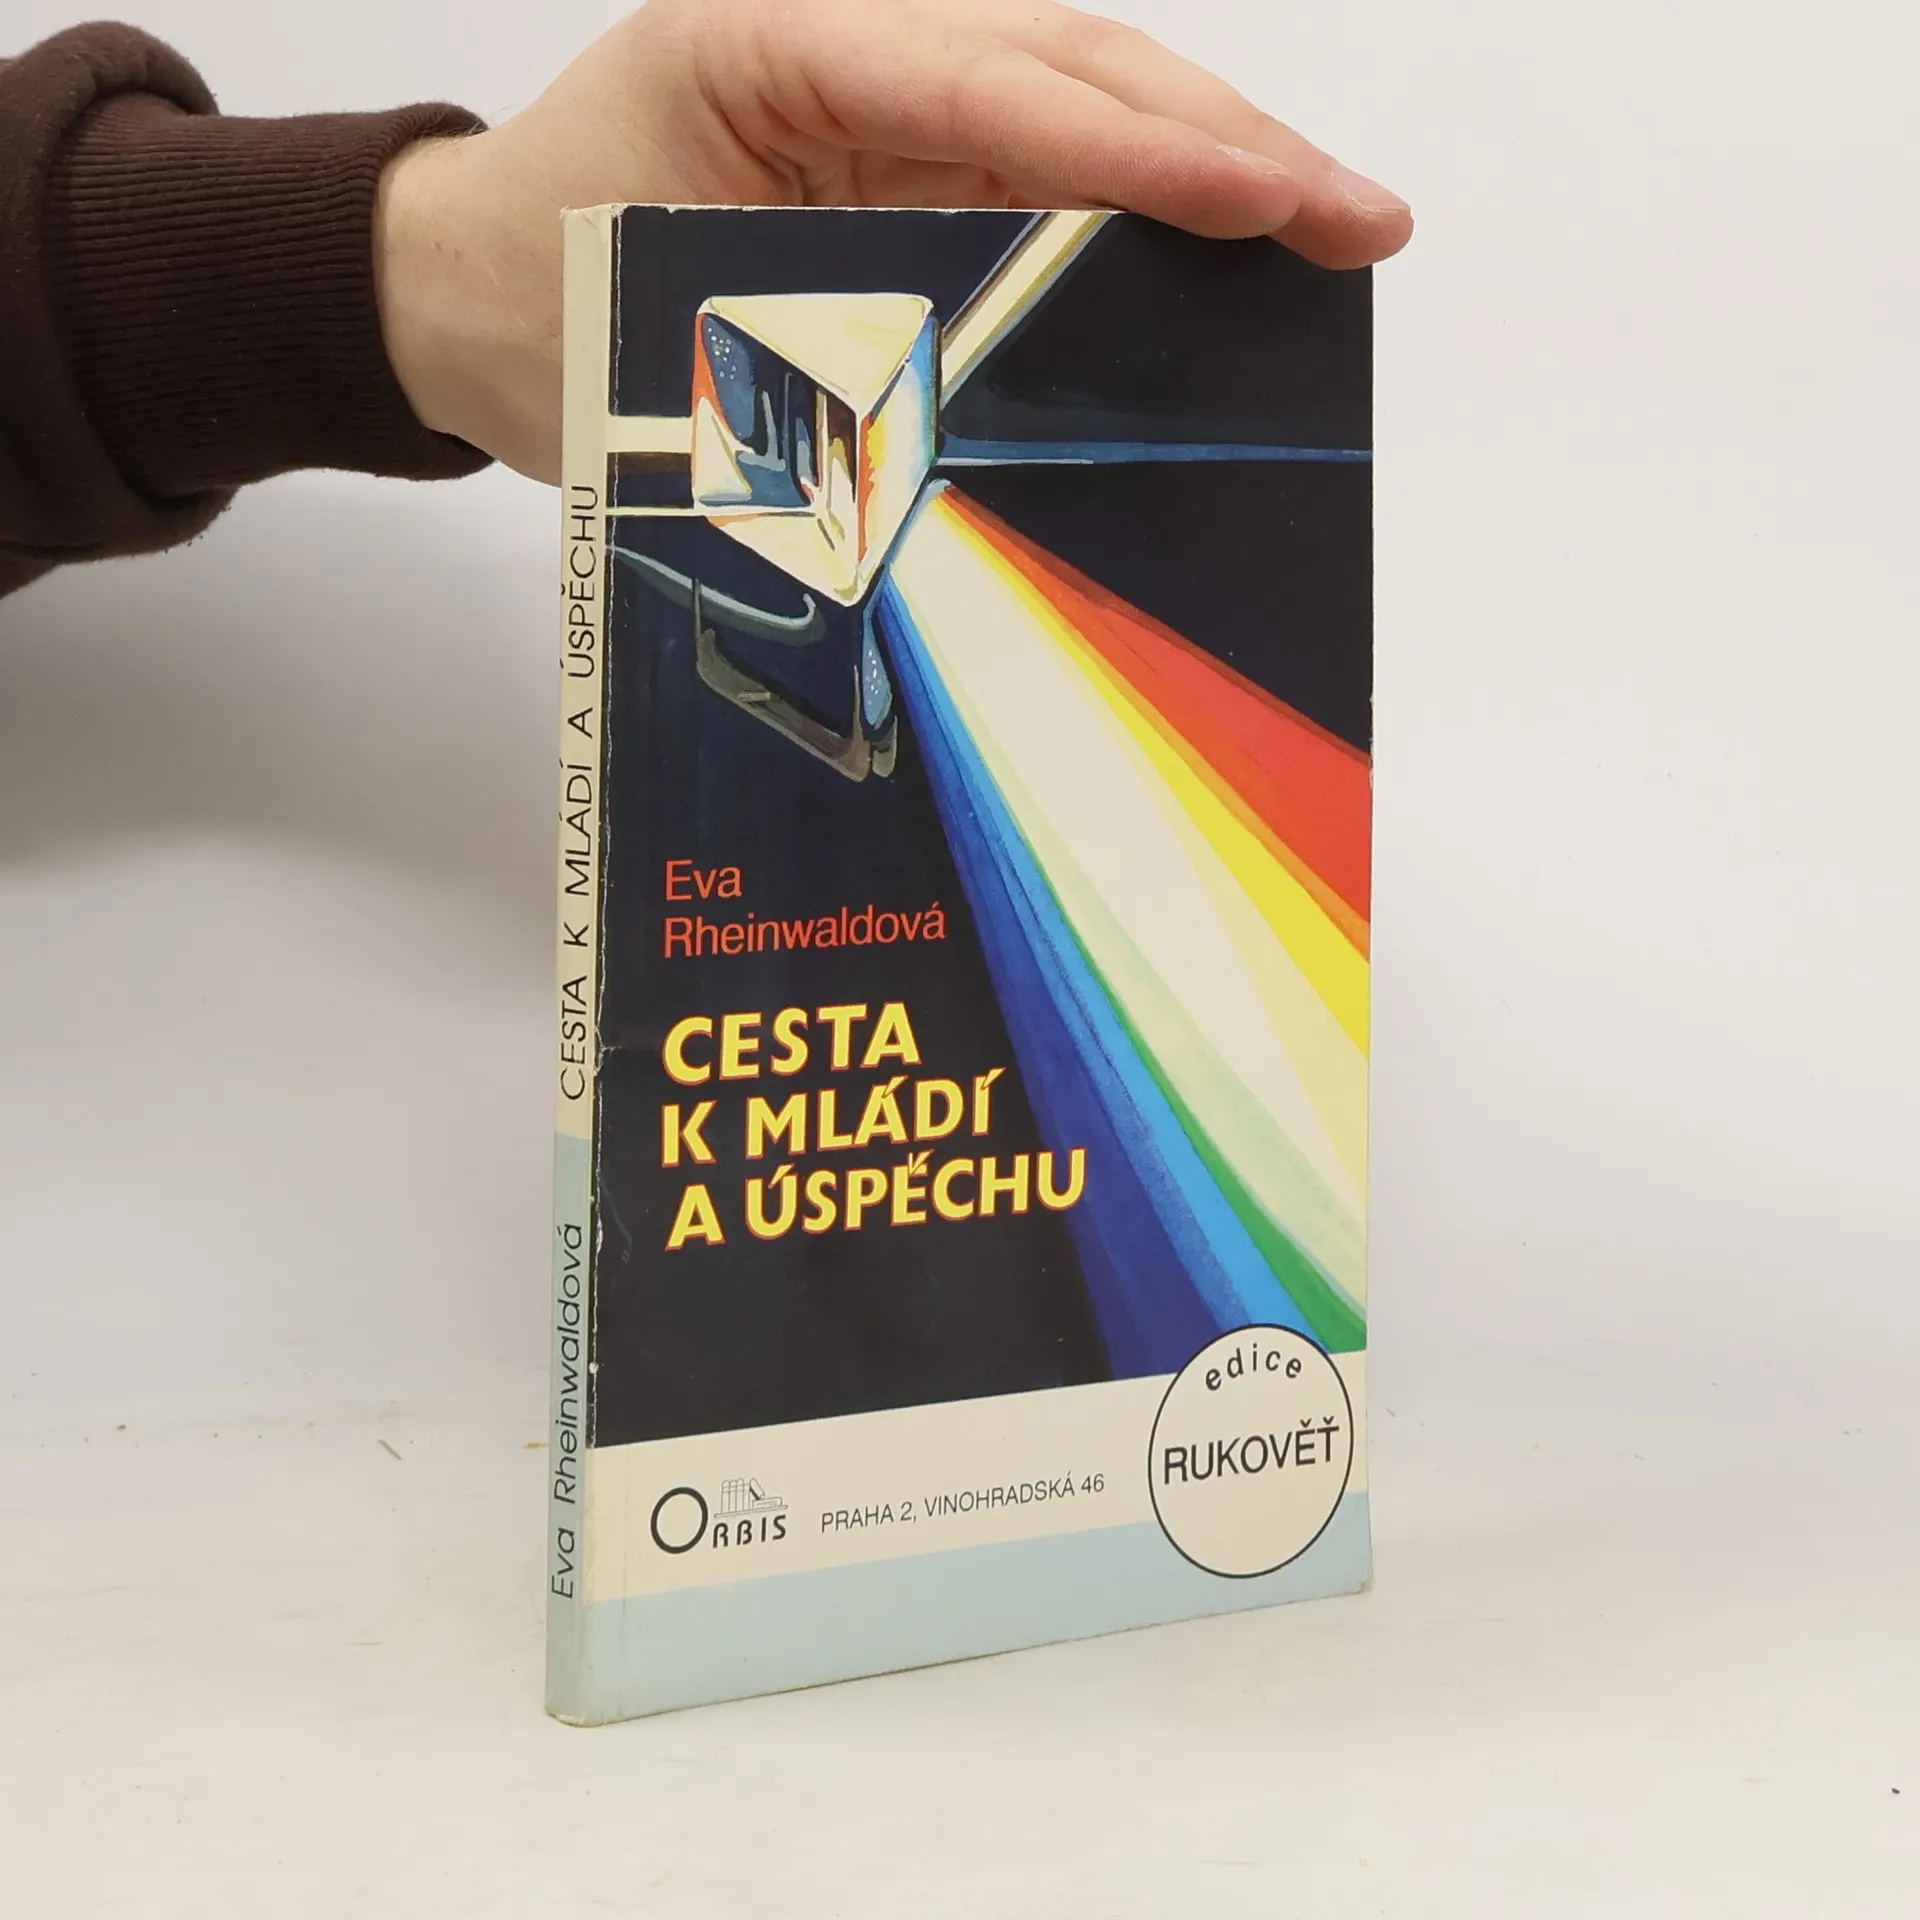 CESTA K MLÁDÍ A ÚSPĚCHU
Eva Rheinwaldová
Eva
Rheinwaldová
CESTA
K MLÁDÍ
A ÚSPĚCHU
edice
RUKOVĚŤ
ORBIS
PRAHA 2, VINOHRADSKÁ 46